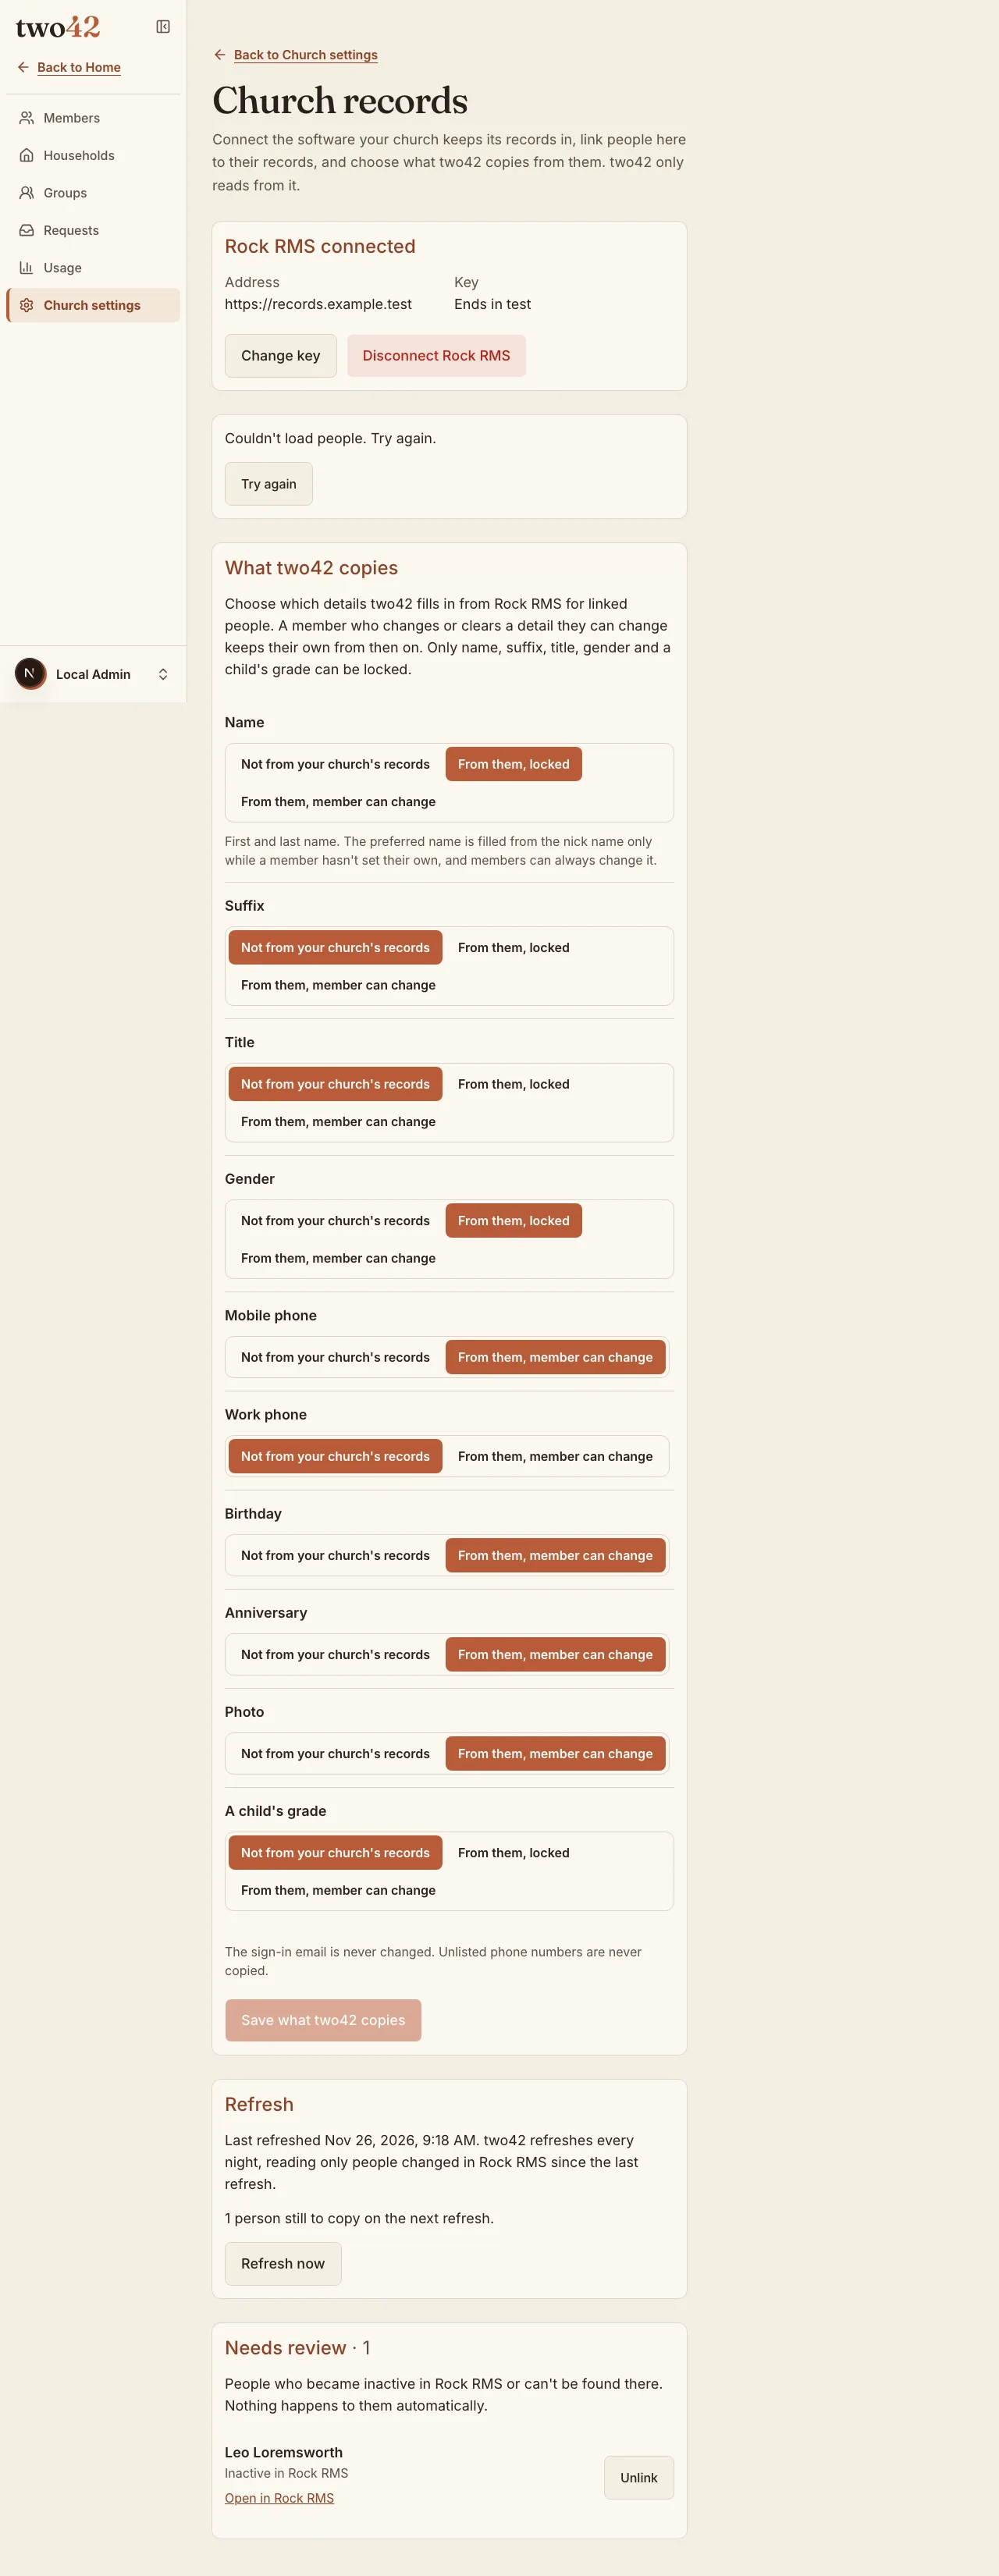 two42
Back to Home
Members
Households
Groups
Requests
Usage
Church settings
N
Local Admin
Back to Church settings
Church records
Connect the software your church keeps its records in, link people here
to their records, and choose what two42 copies from them. two42 only
reads from it.
Rock RMS connected
Address
Key
https://records.example.test
Ends in test
Change key
Disconnect Rock RMS
Couldn't load people. Try again.
Try again
What two42 copies
Choose which details two42 fills in from Rock RMS for linked
people. A member who changes or clears a detail they can change
keeps their own from then on. Only name, suffix, title, gender and a
child's grade can be locked.
Name
Not from your church's records From them, locked
From them, member can change
First and last name. The preferred name is filled from the nick name only
while a member hasn't set their own, and members can always change it.
Suffix
Not from your church's records From them, locked
From them, member can change
Title
Not from your church's records From them, locked
From them, member can change
Gender
Not from your church's records From them, locked
From them, member can change
Mobile phone
Not from your church's records From them, member can change
Work phone
Not from your church's records From them, member can change
Birthday
Not from your church's records From them, member can change
Anniversary
Not from your church's records From them, member can change
Photo
Not from your church's records From them, member can change
A child's grade
Not from your church's records From them, locked
From them, member can change
The sign-in email is never changed. Unlisted phone numbers are never
copied.
Save what two42 copies
Refresh
Last refreshed Nov 26, 2026, 9:18 AM. two42 refreshes every
night, reading only people changed in Rock RMS since the last
refresh.
1 person still to copy on the next refresh.
Refresh now
Needs review · 1
People who became inactive in Rock RMS or can't be found there.
Nothing happens to them automatically.
Leo Loremsworth
Inactive in Rock RMS
Open in Rock RMS
Unlink